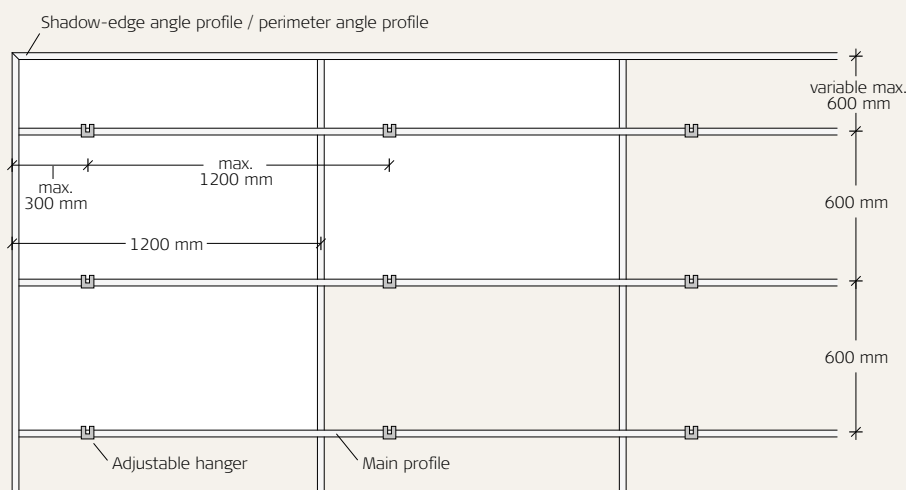 Shadow-edge angle profile / perimeter angle profile
variable max.
600 mm
max.
1200 mm
max.
300 mm
600 mm
1200 mm
600 mm
Adjustable hanger
Main profile